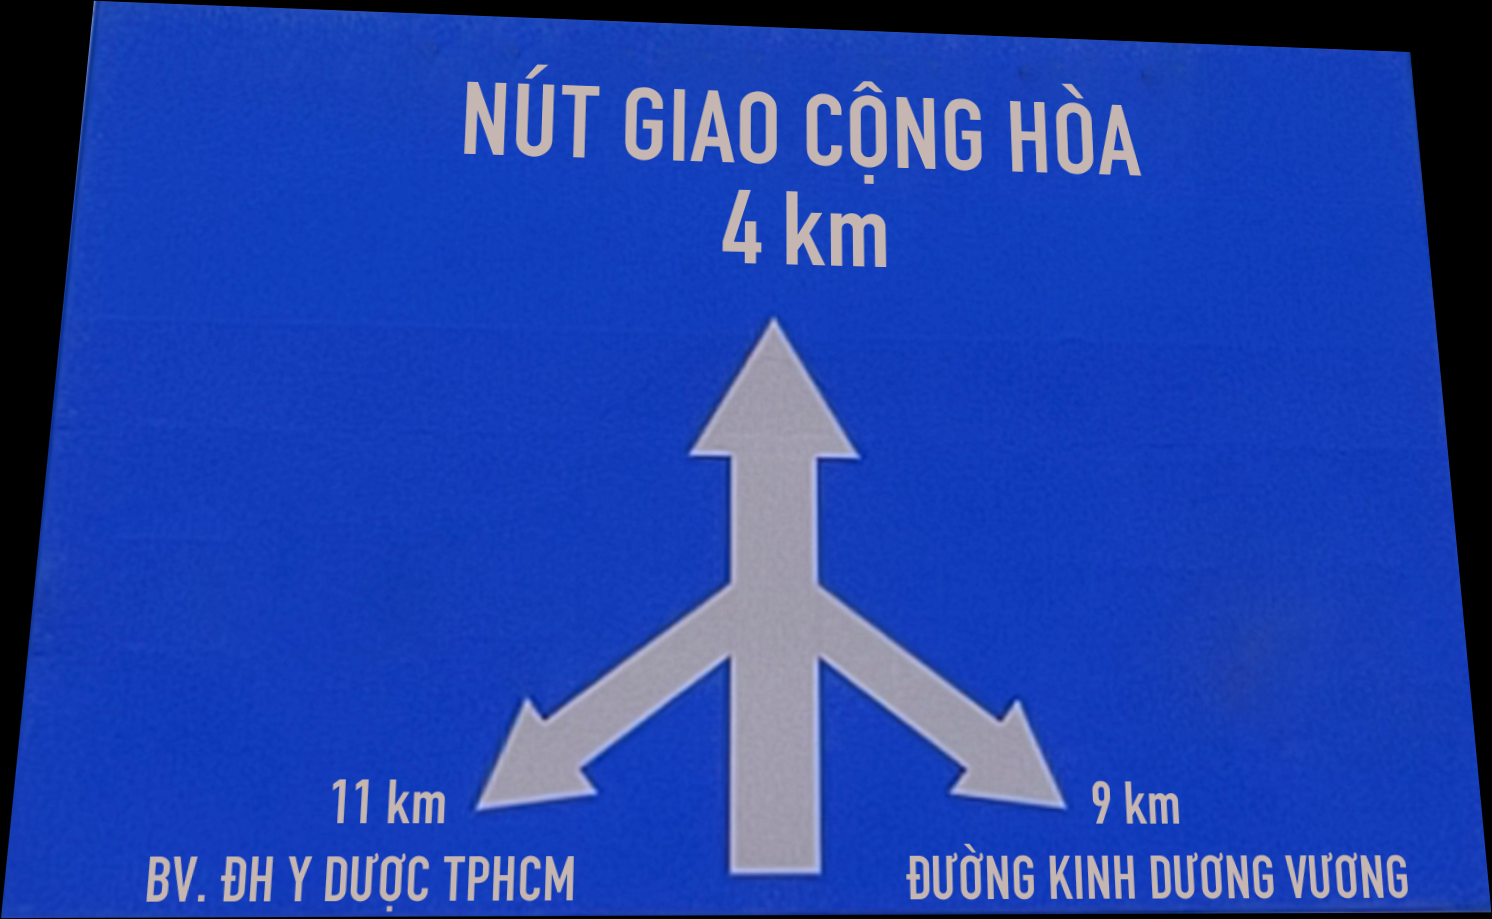 NÚT GIAO CỘNG HÒA
4 km
11 km
9 km
BV. ĐH Y DƯỢC TPHCM
ĐƯỜNG KINH DƯƠNG VƯƠNG